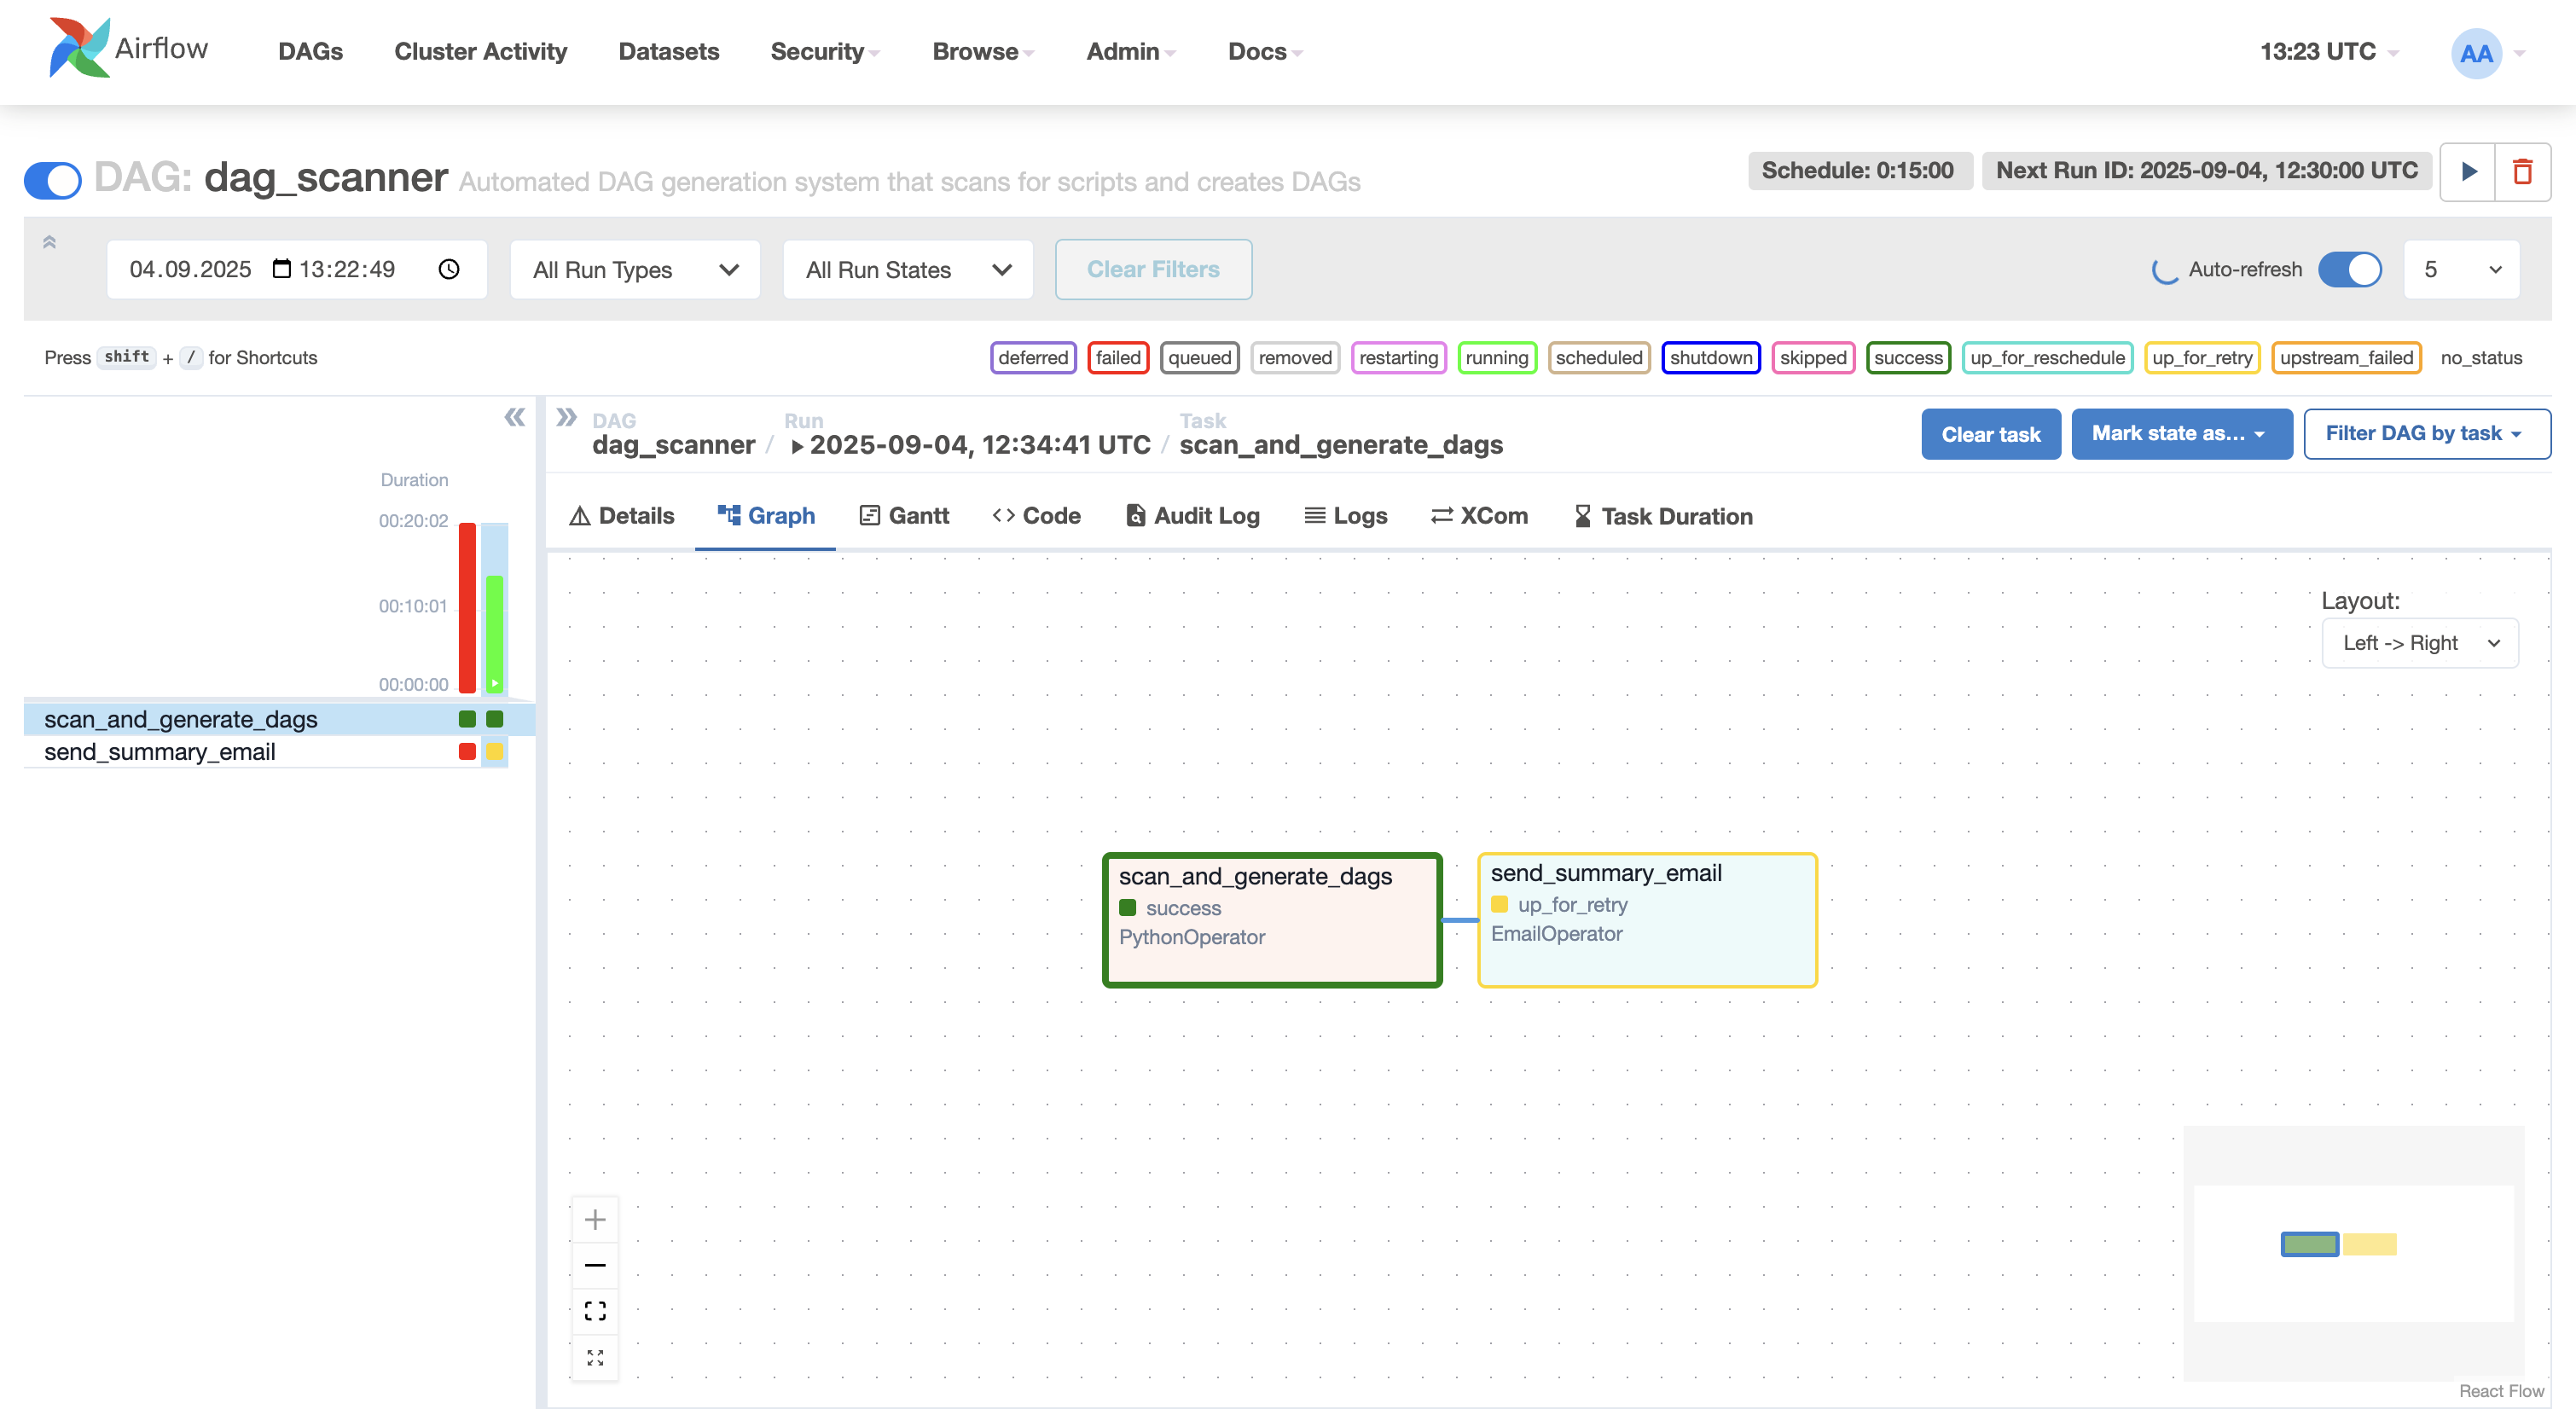 Airflow DAGs Cluster Activity Datasets Security Browse Admin Docs 13:23 UTC AA
DAG: dag_scanner Automated DAG generation system that scans for scripts and creates DAGs Schedule: 0:15:00 Next Run ID: 2025-09-04, 12:30:00 UTC
04.09.2025 13:22:49 All Run Types All Run States Clear Filters Auto-refresh 5
Press shift + / for Shortcuts deferred failed queued removed restarting running scheduled shutdown skipped success up_for_reschedule up_for_retry upstream_failed no_status
DAG Run Task
dag_scanner / 2025-09-04, 12:34:41 UTC / scan_and_generate_dags Clear task Mark state as... Filter DAG by task
Details Graph Gantt Code Audit Log Logs XCom Task Duration
Duration
00:20:02
00:10:01
00:00:00
scan_and_generate_dags
send_summary_email
Layout:
Left -> Right
scan_and_generate_dags
success
PythonOperator
send_summary_email
up_for_retry
EmailOperator
React Flow